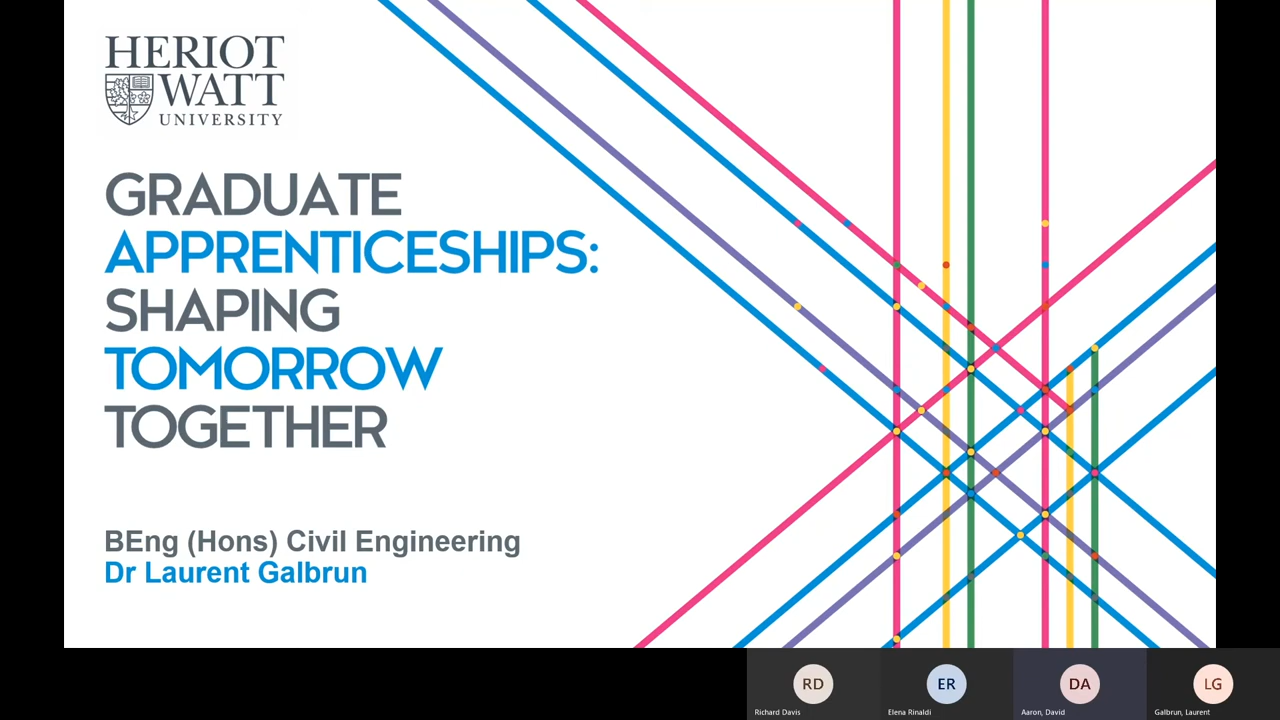 HERIOT
WATT
UNIVERSITY
GRADUATE
APPRENTICESHIPS:
SHAPING
TOMORROW
TOGETHER
BEng (Hons) Civil Engineering
Dr Laurent Galbrun
RD
ER
DA
LG
Richard Davis
Elena Rinaldi
Aaron, David
Galbrun, Laurent